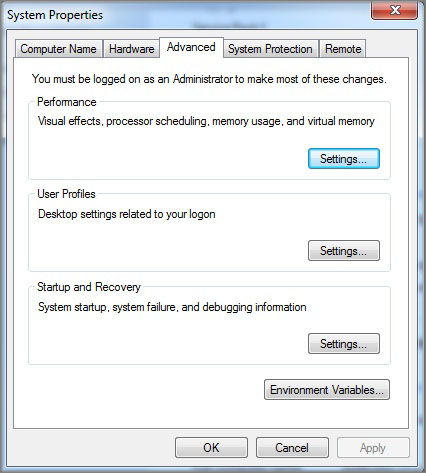 System Properties
Computer Name Hardware Advanced System Protection Remote
You must be logged on as an Administrator to make most of these changes.
Performance
Visual effects, processor scheduling, memory usage, and virtual memory
Settings...
User Profiles
Desktop settings related to your logon
Settings...
Startup and Recovery
System startup, system failure, and debugging information
Settings...
Environment Variables...
OK Cancel Apply